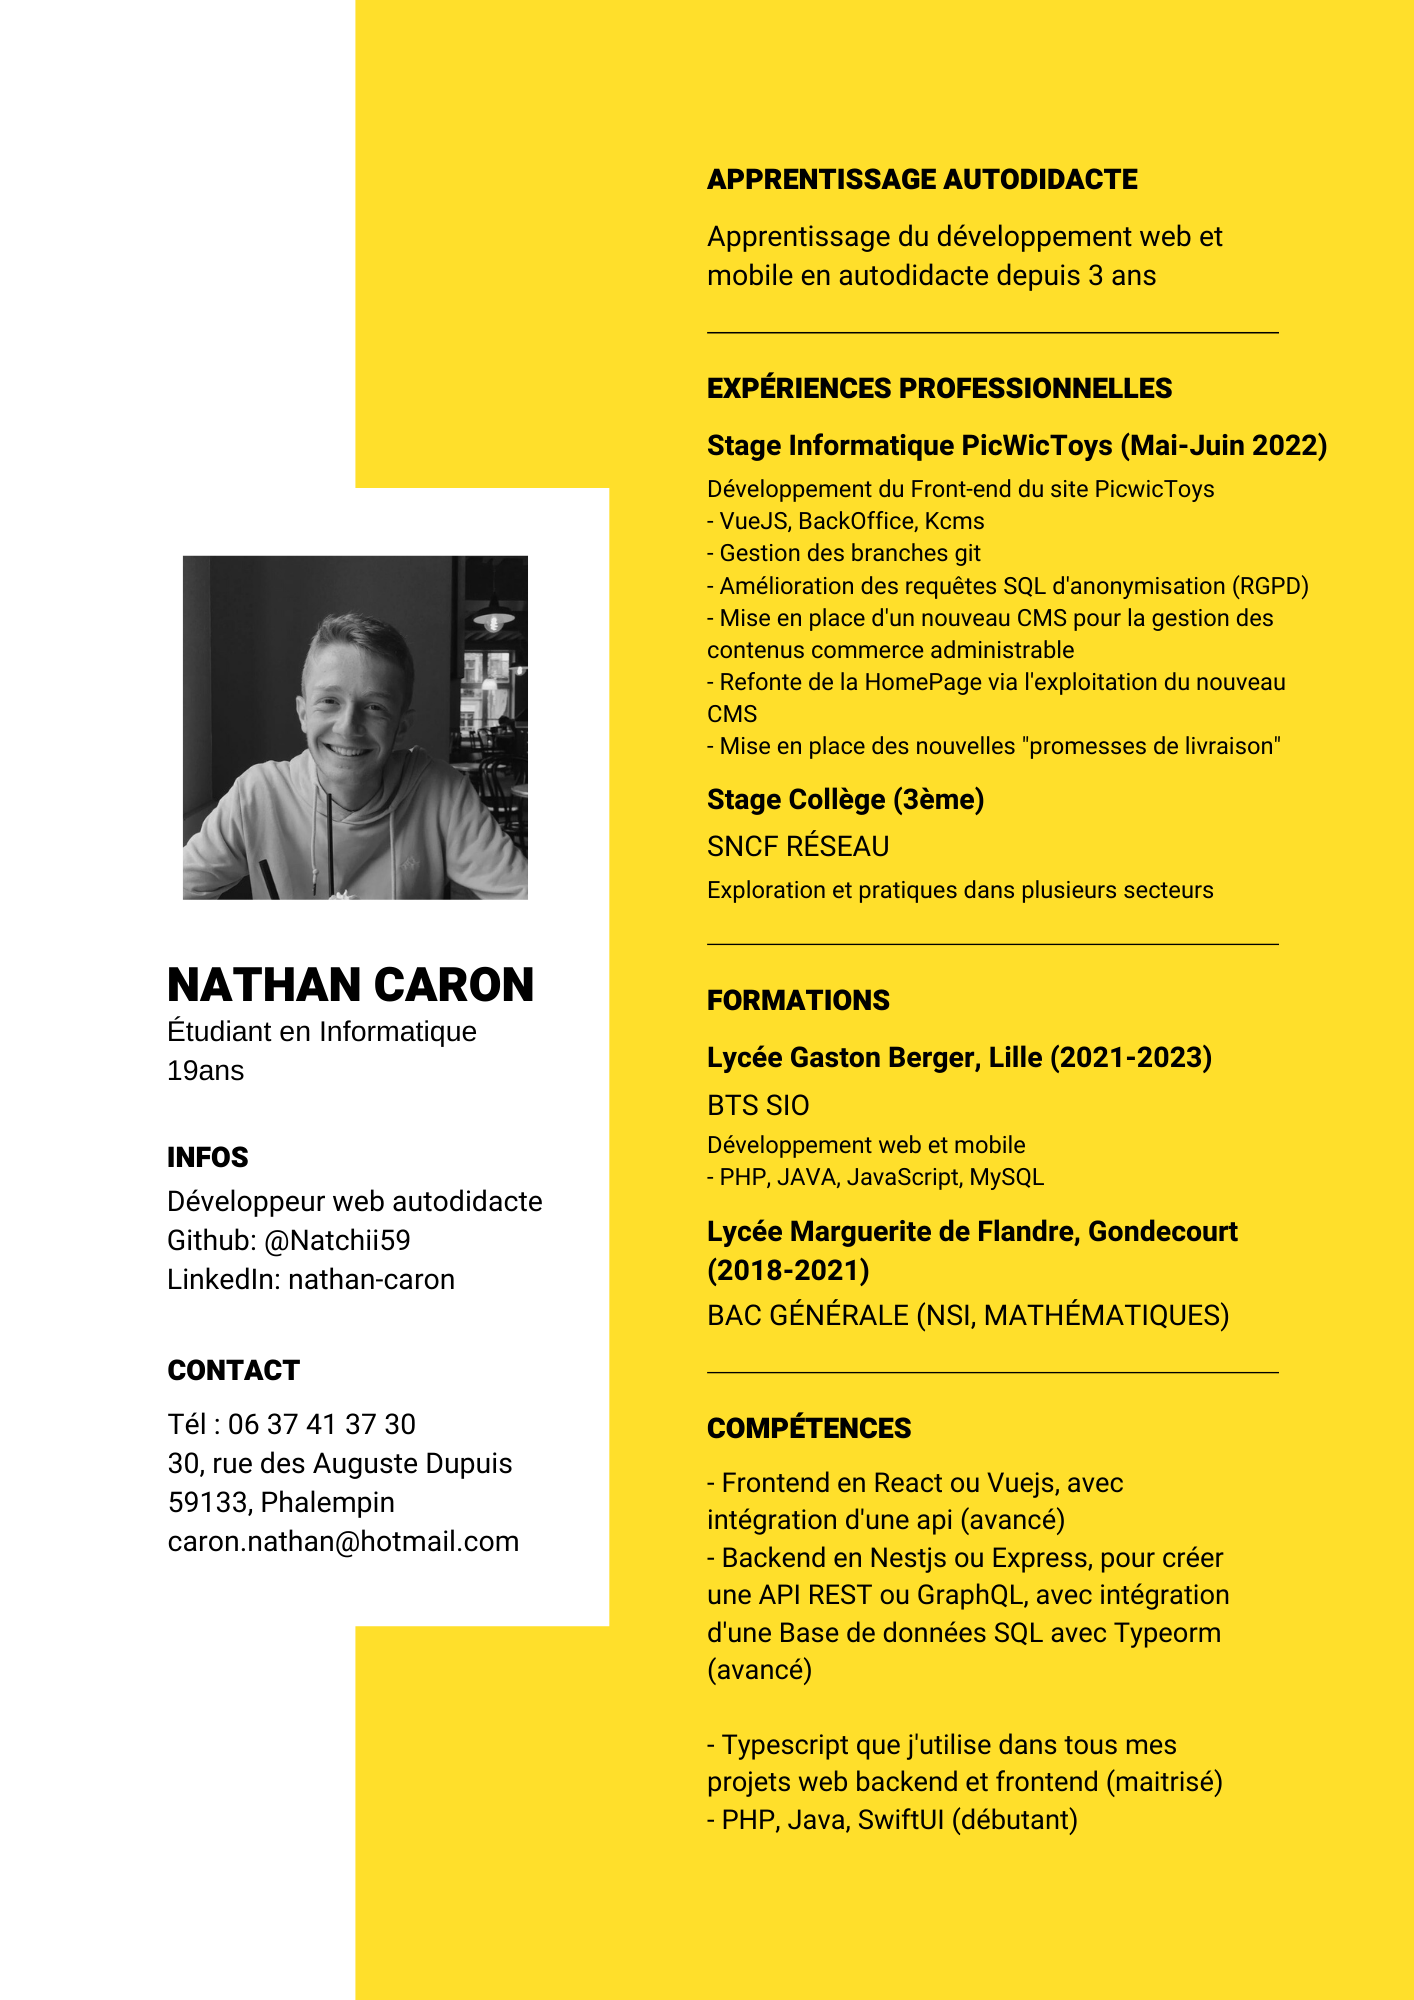 NATHAN CARON
Étudiant en Informatique
19ans
INFOS
Développeur web autodidacte
Github: @Natchii59
LinkedIn: nathan-caron
CONTACT
Tél : 06 37 41 37 30
30, rue des Auguste Dupuis
59133, Phalempin
caron.nathan@hotmail.com
APPRENTISSAGE AUTODIDACTE
Apprentissage du développement web et
mobile en autodidacte depuis 3 ans
EXPÉRIENCES PROFESSIONNELLES
Stage Informatique PicWicToys (Mai-Juin 2022)
Développement du Front-end du site PicwicToys
- VueJS, BackOffice, Kcms
- Gestion des branches git
- Amélioration des requêtes SQL d'anonymisation (RGPD)
- Mise en place d'un nouveau CMS pour la gestion des
contenus commerce administrable
- Refonte de la HomePage via l'exploitation du nouveau
CMS
- Mise en place des nouvelles "promesses de livraison"
Stage Collège (3ème)
SNCF RÉSEAU
Exploration et pratiques dans plusieurs secteurs
FORMATIONS
Lycée Gaston Berger, Lille (2021-2023)
BTS SIO
Développement web et mobile
- PHP, JAVA, JavaScript, MySQL
Lycée Marguerite de Flandre, Gondecourt
(2018-2021)
BAC GÉNÉRALE (NSI, MATHÉMATIQUES)
COMPÉTENCES
- Frontend en React ou Vuejs, avec
intégration d'une api (avancé)
- Backend en Nestjs ou Express, pour créer
une API REST ou GraphQL, avec intégration
d'une Base de données SQL avec Typeorm
(avancé)
- Typescript que j'utilise dans tous mes
projets web backend et frontend (maitrisé)
- PHP, Java, SwiftUI (débutant)